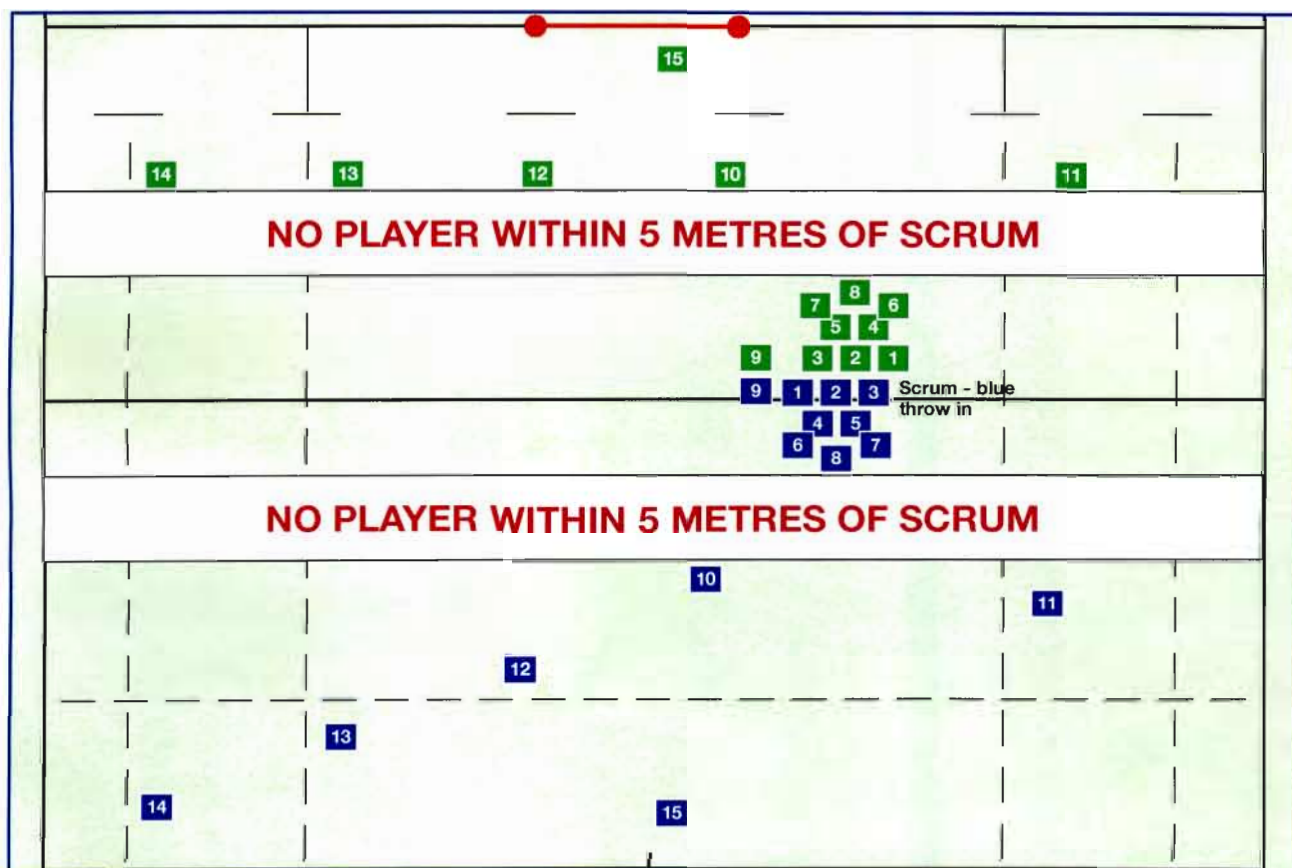 15
14 13 12 10 11
NO PLAYER WITHIN 5 METRES OF SCRUM
8
7 6
5 4
9 3 2 1
9 1 2 3 Scrum - blue
throw in
4 5
6 7
8
NO PLAYER WITHIN 5 METRES OF SCRUM
10
11
12
13
14 15